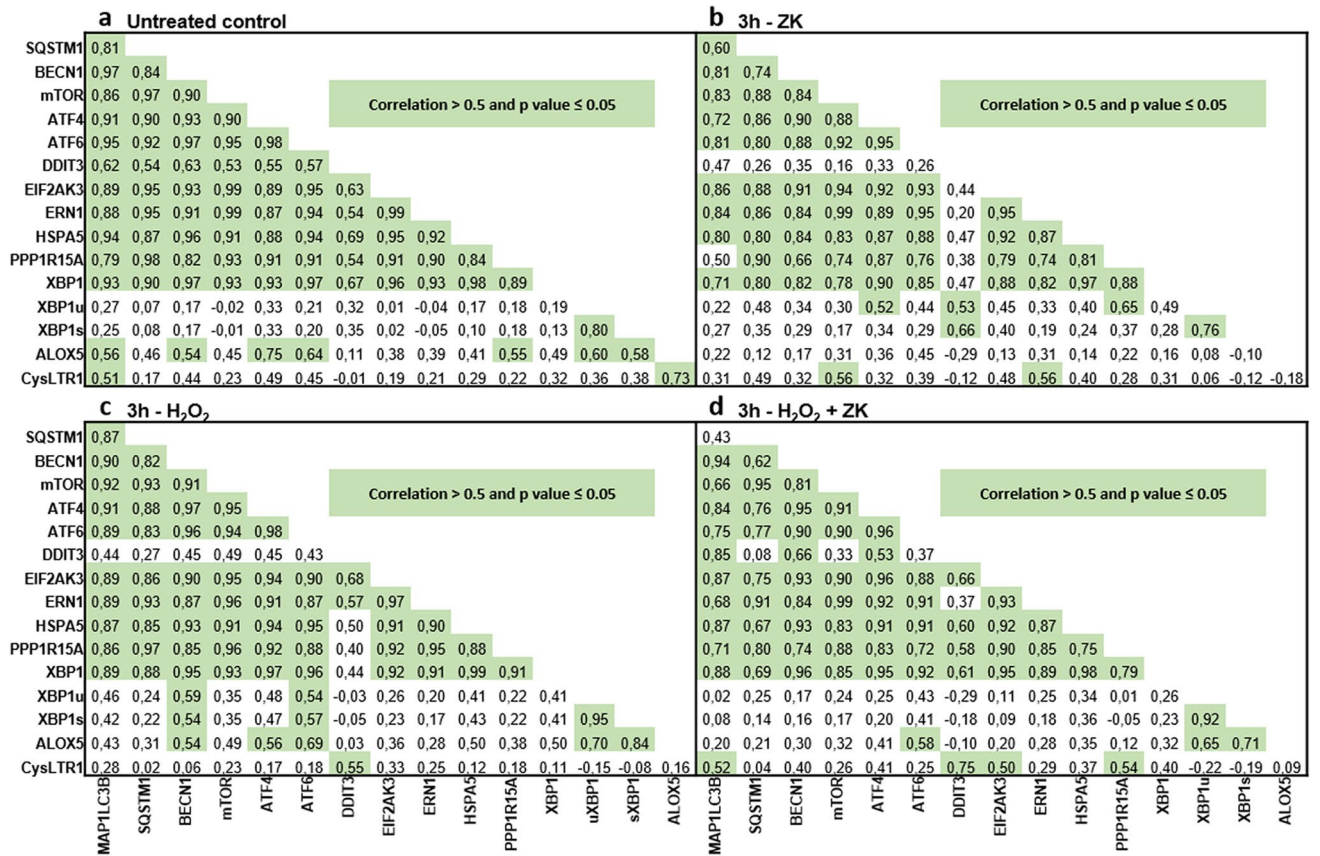 a Untreated control
SQSTM1 0,81
BECN1 0,97 0,84
mTOR 0,86 0,97 0,90
Correlation > 0.5 and p value ≤ 0.05
ATF4 0,91 0,90 0,93 0,90
ATF6 0,95 0,92 0,97 0,95 0,98
DDIT3 0,62 0,54 0,63 0,53 0,55 0,57
EIF2AK3 0,89 0,95 0,93 0,99 0,89 0,95 0,63
ERN1 0,88 0,95 0,91 0,99 0,87 0,94 0,54 0,99
HSPA5 0,94 0,87 0,96 0,91 0,88 0,94 0,69 0,95 0,92
PPP1R15A 0,79 0,98 0,82 0,93 0,91 0,91 0,54 0,91 0,90 0,84
XBP1 0,93 0,90 0,97 0,93 0,93 0,97 0,67 0,96 0,93 0,98 0,89
XBP1u 0,27 0,07 0,17 -0,02 0,33 0,21 0,32 0,01 -0,04 0,17 0,18 0,19
XBP1s 0,25 0,08 0,17 -0,01 0,33 0,20 0,35 0,02 -0,05 0,10 0,18 0,13 0,80
ALOX5 0,56 0,46 0,54 0,45 0,75 0,64 0,11 0,38 0,39 0,41 0,55 0,49 0,60 0,58
CysLTR1 0,51 0,17 0,44 0,23 0,49 0,45 -0,01 0,19 0,21 0,29 0,22 0,32 0,36 0,38 0,73
b 3h - ZK
0,60
0,81 0,74
0,83 0,88 0,84
Correlation > 0.5 and p value ≤ 0.05
0,72 0,86 0,90 0,88
0,81 0,80 0,88 0,92 0,95
0,47 0,26 0,35 0,16 0,33 0,26
0,86 0,88 0,91 0,94 0,92 0,93 0,44
0,84 0,86 0,84 0,99 0,89 0,95 0,20 0,95
0,80 0,80 0,84 0,83 0,87 0,88 0,47 0,92 0,87
0,50 0,90 0,66 0,74 0,87 0,76 0,38 0,79 0,74 0,81
0,71 0,80 0,82 0,78 0,90 0,85 0,47 0,88 0,82 0,97 0,88
0,22 0,48 0,34 0,30 0,52 0,44 0,53 0,45 0,33 0,40 0,65 0,49
0,27 0,35 0,29 0,17 0,34 0,29 0,66 0,40 0,19 0,24 0,37 0,28 0,76
0,22 0,12 0,17 0,31 0,36 0,45 -0,29 0,13 0,31 0,14 0,22 0,16 0,08 -0,10
0,31 0,49 0,32 0,56 0,32 0,39 -0,12 0,48 0,56 0,40 0,28 0,31 0,06 -0,12 -0,18
c 3h - H₂O₂
SQSTM1 0,87
BECN1 0,90 0,82
mTOR 0,92 0,93 0,91
Correlation > 0.5 and p value ≤ 0.05
ATF4 0,91 0,88 0,97 0,95
ATF6 0,89 0,83 0,96 0,94 0,98
DDIT3 0,44 0,27 0,45 0,49 0,45 0,43
EIF2AK3 0,89 0,86 0,90 0,95 0,94 0,90 0,68
ERN1 0,89 0,93 0,87 0,96 0,91 0,87 0,57 0,97
HSPA5 0,87 0,85 0,93 0,91 0,94 0,95 0,50 0,91 0,90
PPP1R15A 0,86 0,97 0,85 0,96 0,92 0,88 0,40 0,92 0,95 0,88
XBP1 0,89 0,88 0,95 0,93 0,97 0,96 0,44 0,92 0,91 0,99 0,91
XBP1u 0,46 0,24 0,59 0,35 0,48 0,54 -0,03 0,26 0,20 0,41 0,22 0,41
XBP1s 0,42 0,22 0,54 0,35 0,47 0,57 -0,05 0,23 0,17 0,43 0,22 0,41 0,95
ALOX5 0,43 0,31 0,54 0,49 0,56 0,69 0,03 0,36 0,28 0,50 0,38 0,50 0,70 0,84
CysLTR1 0,28 0,02 0,06 0,23 0,17 0,18 0,55 0,33 0,25 0,12 0,18 0,11 -0,15 -0,08 0,16
MAP1LC3B SQSTM1 BECN1 mTOR ATF4 ATF6 DDIT3 EIF2AK3 ERN1 HSPA5 PPP1R15A XBP1 uXBP1 sXBP1 ALOX5
d 3h - H₂O₂ + ZK
0,43
0,94 0,62
0,66 0,95 0,81
Correlation > 0.5 and p value ≤ 0.05
0,84 0,76 0,95 0,91
0,75 0,77 0,90 0,90 0,96
0,85 0,08 0,66 0,33 0,53 0,37
0,87 0,75 0,93 0,90 0,96 0,88 0,66
0,68 0,91 0,84 0,99 0,92 0,91 0,37 0,93
0,87 0,67 0,93 0,83 0,91 0,91 0,60 0,92 0,87
0,71 0,80 0,74 0,88 0,83 0,72 0,58 0,90 0,85 0,75
0,88 0,69 0,96 0,85 0,95 0,92 0,61 0,95 0,89 0,98 0,79
0,02 0,25 0,17 0,24 0,25 0,43 -0,29 0,11 0,25 0,34 0,01 0,26
0,08 0,14 0,16 0,17 0,20 0,41 -0,18 0,09 0,18 0,36 -0,05 0,23 0,92
0,20 0,21 0,30 0,32 0,41 0,58 -0,10 0,20 0,28 0,35 0,12 0,32 0,65 0,71
0,52 0,04 0,40 0,26 0,44 0,25 0,75 0,50 0,29 0,37 0,54 0,40 -0,22 -0,19 0,09
MAP1LC3B SQSTM1 BECN1 mTOR ATF4 ATF6 DDIT3 EIF2AK3 ERN1 HSPA5 PPP1R15A XBP1 XBP1u XBP1s ALOX5